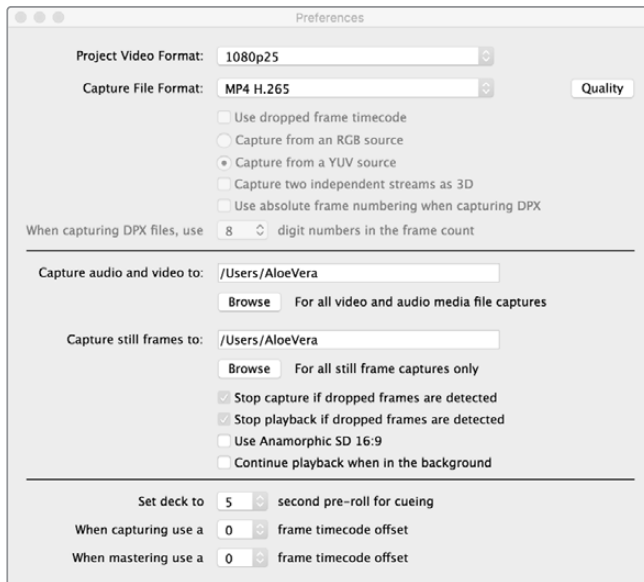 Preferences
Project Video Format: 1080p25
Capture File Format: MP4 H.265 Quality
Use dropped frame timecode
Capture from an RGB source
Capture from a YUV source
Capture two independent streams as 3D
Use absolute frame numbering when capturing DPX
When capturing DPX files, use 8 digit numbers in the frame count
Capture audio and video to: /Users/AloeVera
Browse For all video and audio media file captures
Capture still frames to: /Users/AloeVera
Browse For all still frame captures only
Stop capture if dropped frames are detected
Stop playback if dropped frames are detected
Use Anamorphic SD 16:9
Continue playback when in the background
Set deck to 5 second pre-roll for cueing
When capturing use a 0 frame timecode offset
When mastering use a 0 frame timecode offset